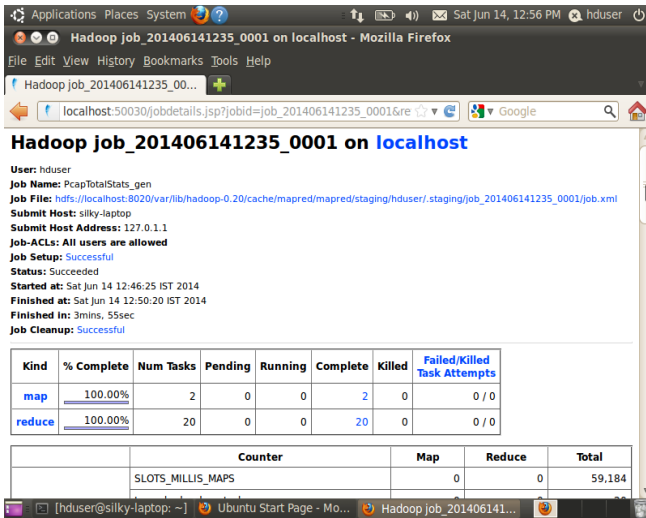 Applications Places System Sat Jun 14, 12:56 PM hduser
Hadoop job_201406141235_0001 on localhost - Mozilla Firefox
File Edit View History Bookmarks Tools Help
Hadoop job_201406141235_00...
localhost:50030/jobdetails.jsp?jobid=job_201406141235_0001&re Google
Hadoop job_201406141235_0001 on localhost
User: hduser
Job Name: PcapTotalStats_gen
Job File: hdfs://localhost:8020/var/lib/hadoop-0.20/cache/mapred/mapred/staging/hduser/.staging/job_201406141235_0001/job.xml
Submit Host: silky-laptop
Submit Host Address: 127.0.1.1
Job-ACLs: All users are allowed
Job Setup: Successful
Status: Succeeded
Started at: Sat Jun 14 12:46:25 IST 2014
Finished at: Sat Jun 14 12:50:20 IST 2014
Finished in: 3mins, 55sec
Job Cleanup: Successful
Kind % Complete Num Tasks Pending Running Complete Killed Failed/Killed Task Attempts
map 100.00% 2 0 0 2 0 0 / 0
reduce 100.00% 20 0 0 20 0 0 / 0
Counter Map Reduce Total
SLOTS_MILLIS_MAPS 0 0 59,184
[hduser@silky-laptop: ~] Ubuntu Start Page - Mo... Hadoop job_201406141...